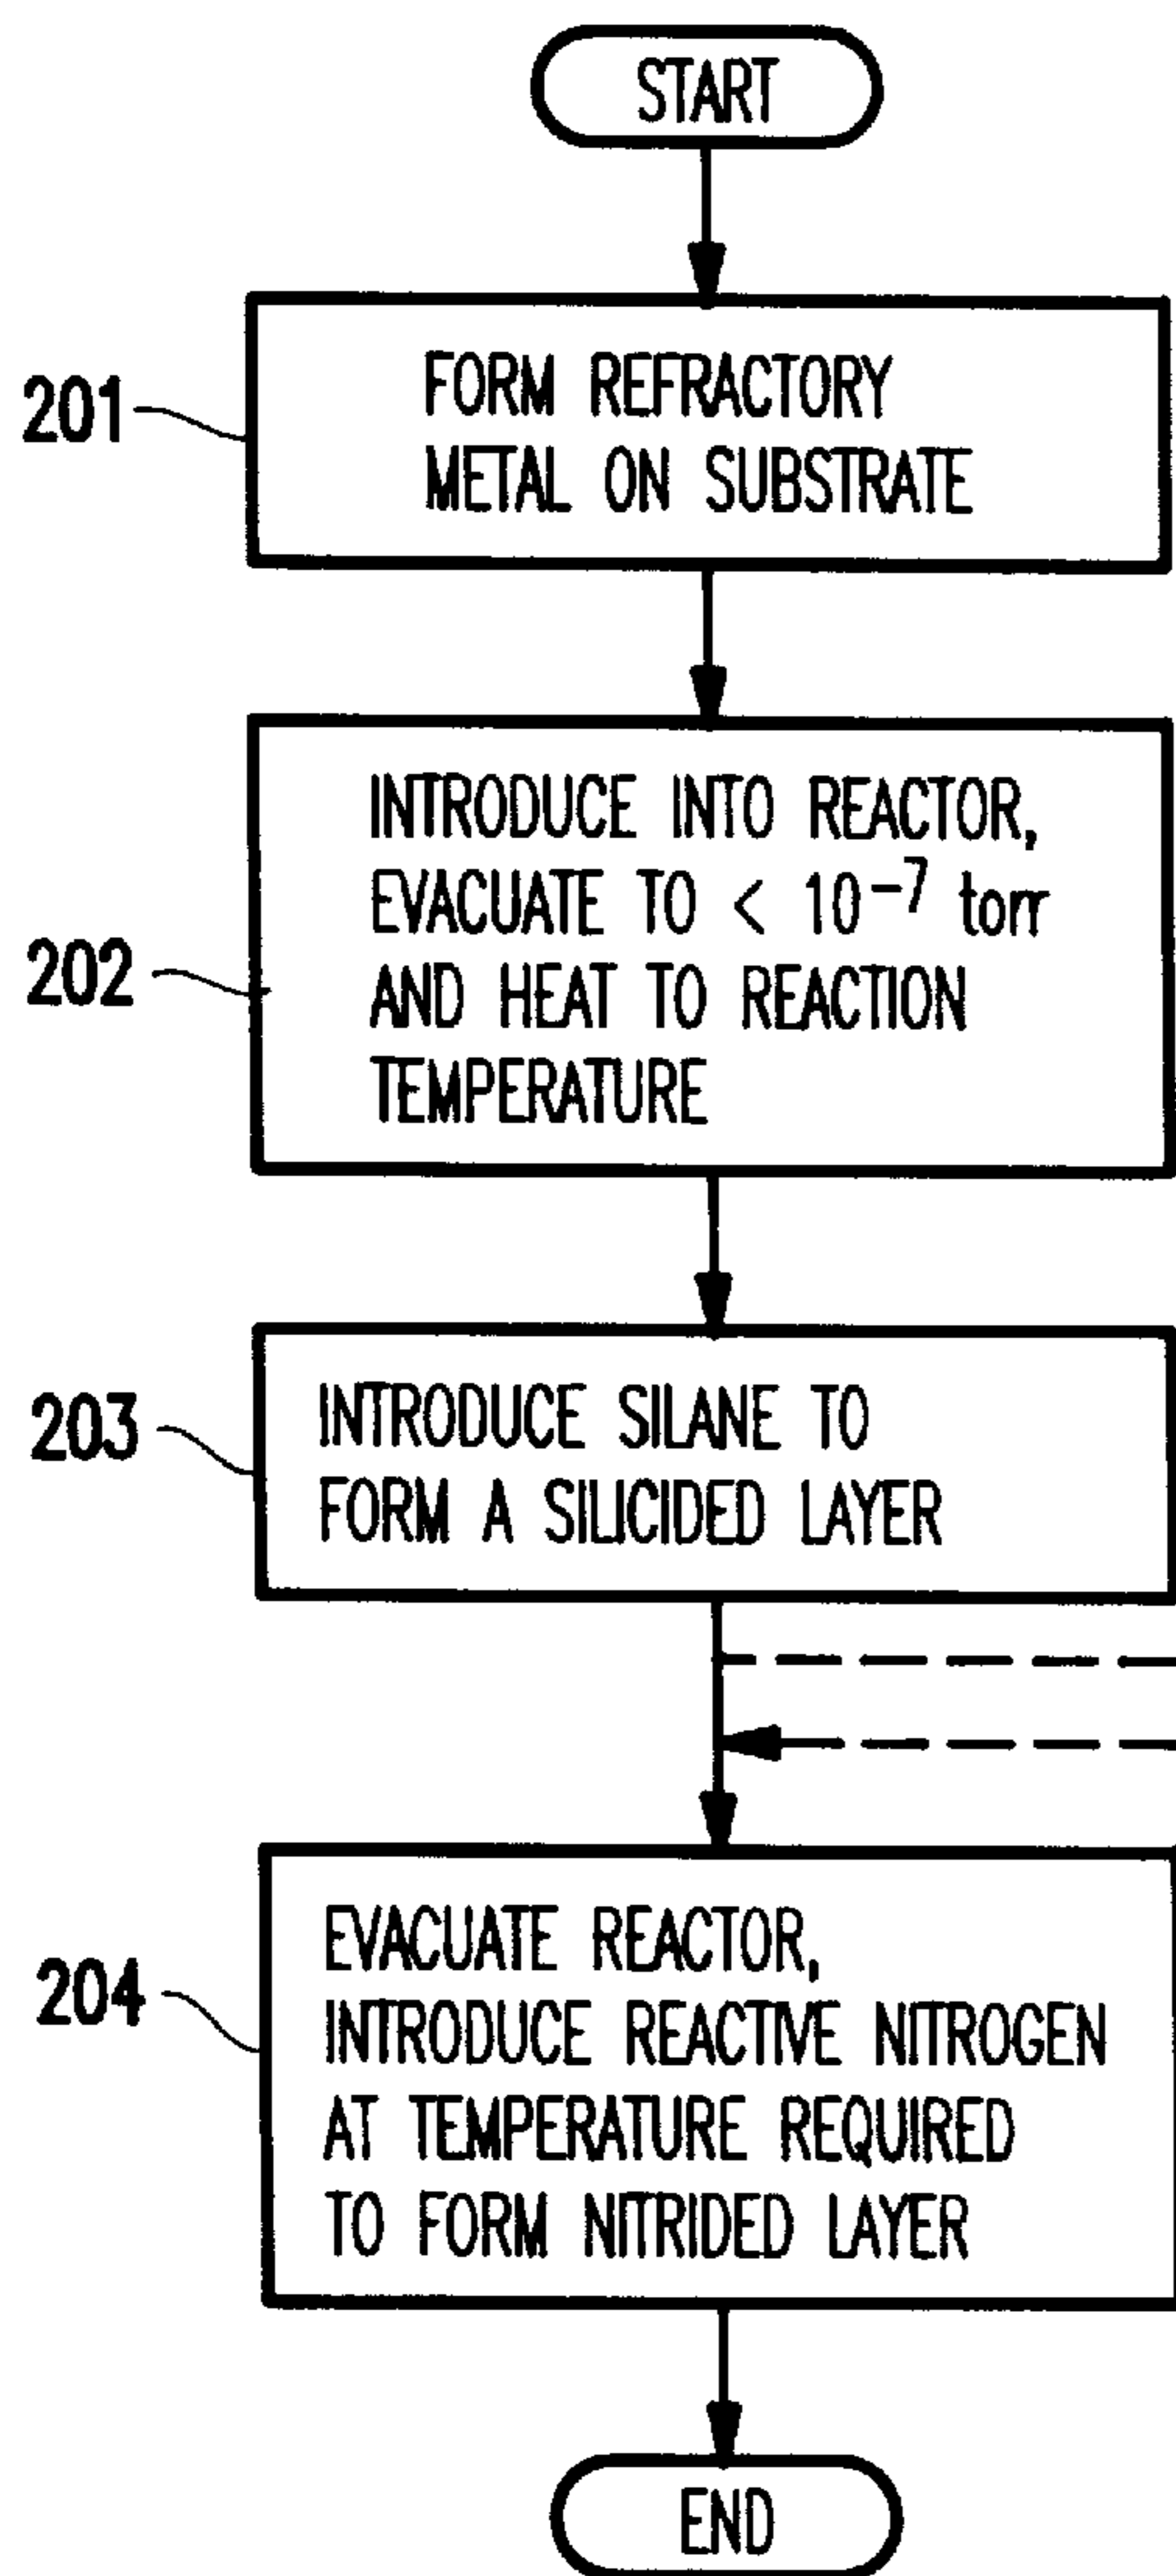 START
201
FORM REFRACTORY
METAL ON SUBSTRATE
202
INTRODUCE INTO REACTOR,
EVACUATE TO < 10⁻⁷ torr
AND HEAT TO REACTION
TEMPERATURE
203
INTRODUCE SILANE TO
FORM A SILICIDED LAYER
204
EVACUATE REACTOR,
INTRODUCE REACTIVE NITROGEN
AT TEMPERATURE REQUIRED
TO FORM NITRIDED LAYER
END